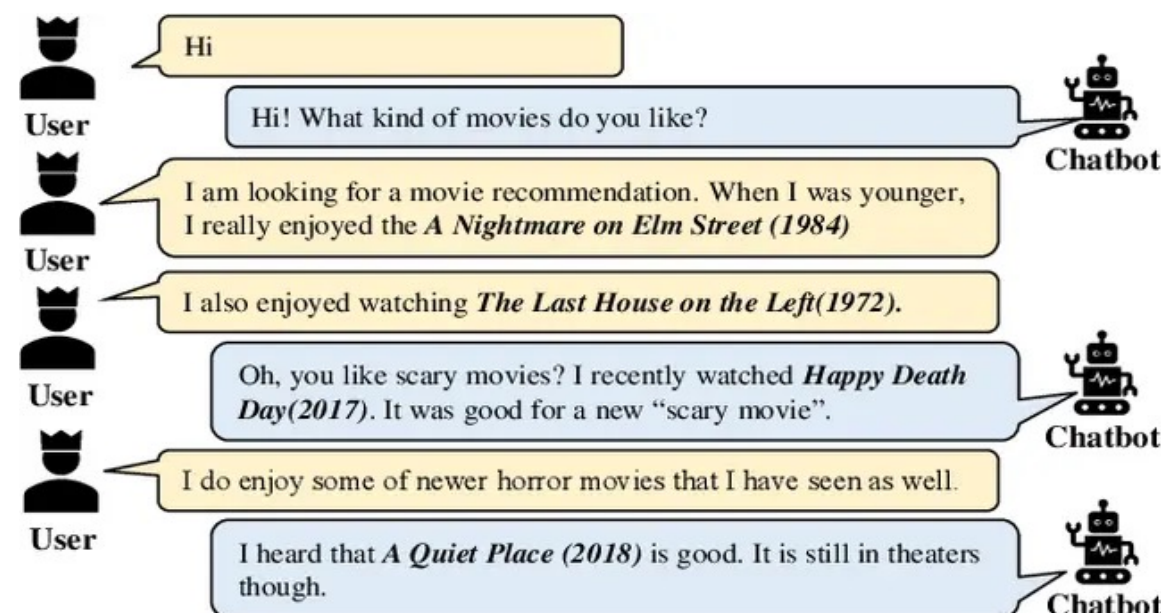 Hi
User
Hi! What kind of movies do you like?
Chatbot
I am looking for a movie recommendation. When I was younger,
I really enjoyed the A Nightmare on Elm Street (1984)
User
I also enjoyed watching The Last House on the Left(1972).
User
Oh, you like scary movies? I recently watched Happy Death
Day(2017). It was good for a new “scary movie”.
Chatbot
I do enjoy some of newer horror movies that I have seen as well.
User
I heard that A Quiet Place (2018) is good. It is still in theaters
though.
Chatbot